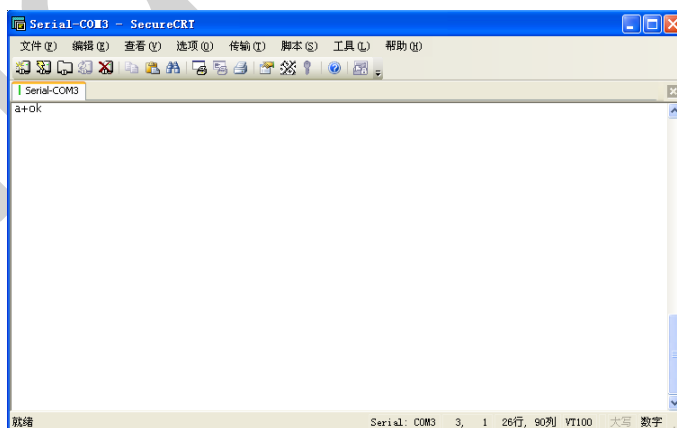 Serial-COM3 - SecureCRT
文件(F) 编辑(E) 查看(V) 选项(O) 传输(T) 脚本(S) 工具(L) 帮助(H)
Serial-COM3
a+ok
就绪 Serial: COM3 3, 1 26行, 90列 VT100 大写 数字